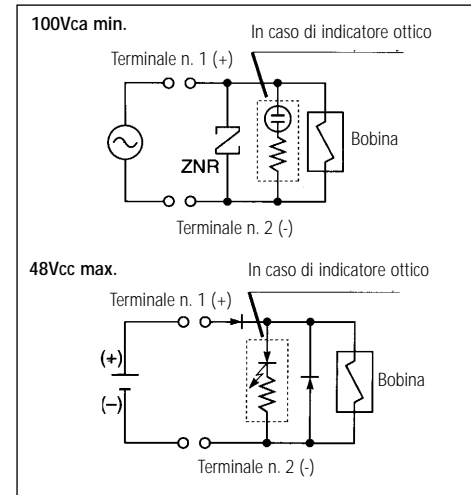 100Vca min.
In caso di indicatore ottico
Terminale n. 1 (+)
ZNR
Bobina
Terminale n. 2 (-)
48Vcc max.
In caso di indicatore ottico
Terminale n. 1 (+)
(+)
(−)
Bobina
Terminale n. 2 (-)